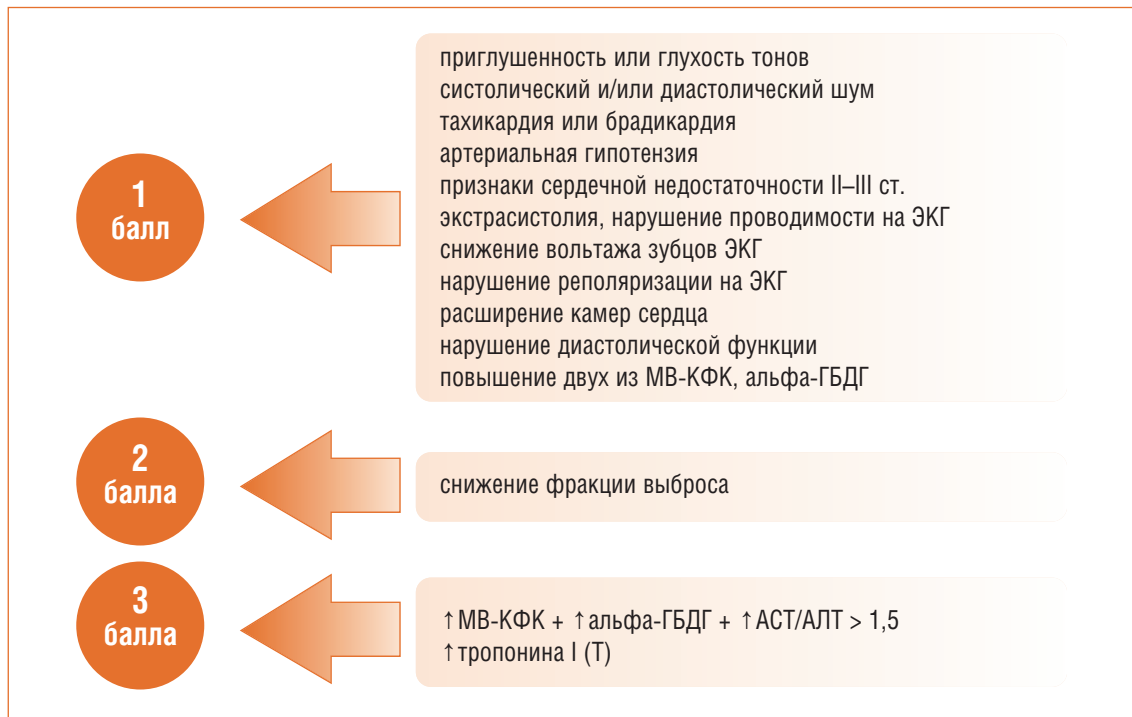 1
балл
приглушенность или глухость тонов
систолический и/или диастолический шум
тахикардия или брадикардия
артериальная гипотензия
признаки сердечной недостаточности II–III ст.
экстрасистолия, нарушение проводимости на ЭКГ
снижение вольтажа зубцов ЭКГ
нарушение реполяризации на ЭКГ
расширение камер сердца
нарушение диастолической функции
повышение двух из МВ-КФК, альфа-ГБДГ
2
балла
снижение фракции выброса
3
балла
↑МВ-КФК + ↑альфа-ГБДГ + ↑АСТ/АЛТ > 1,5
↑тропонина I (Т)